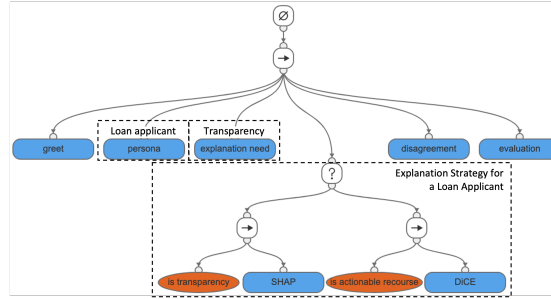 Ø
→
Loan applicant
Transparency
greet
persona
explanation need
disagreement
evaluation
?
Explanation Strategy for
a Loan Applicant
→
→
is transparency
SHAP
is actionable recourse
DiCE